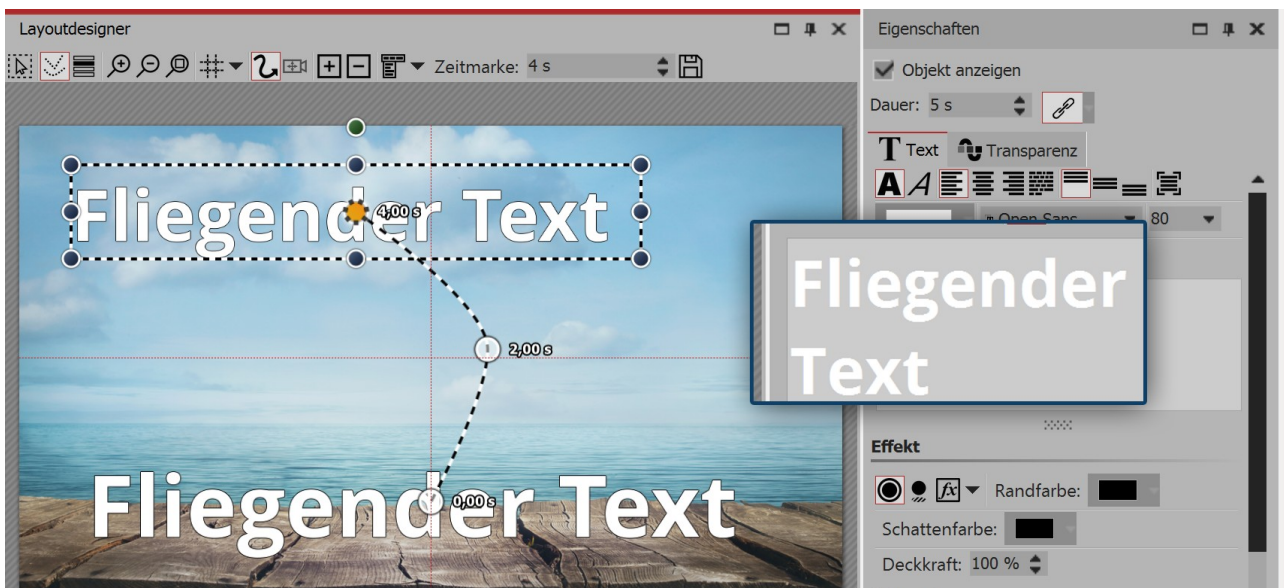 Layoutdesigner
Zeitmarke: 4 s
Fliegender Text
4,00 s
2,00 s
Fliegender Text
0,00 s
Eigenschaften
Objekt anzeigen
Dauer: 5 s
T Text Transparenz
A A
Open Sans 80
Fliegender
Text
Effekt
fx Randfarbe:
Schattenfarbe:
Deckkraft: 100 %